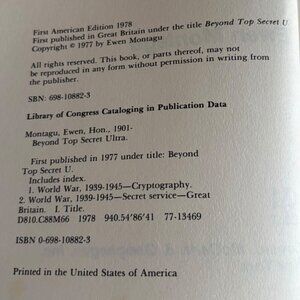 First American Edition 1978
First published in Great Britain under the title Beyond Top Secret U
Copyright © 1977 by Ewen Montagu
All rights reserved. This book, or parts thereof, may not
be reproduced in any form without permission in writing from
the publisher.
SBN: 698-10882-3
Library of Congress Cataloging in Publication Data
Montagu, Ewen, Hon., 1901-
Beyond Top Secret Ultra.
First published in 1977 under title: Beyond
Top Secret U.
Includes index.
1. World War, 1939-1945—Cryptography.
2. World War, 1939-1945—Secret service—Great
Britain. I. Title.
D810.C88M66 1978 940.54'86'41 77-13469
ISBN 0-698-10882-3
Printed in the United States of America